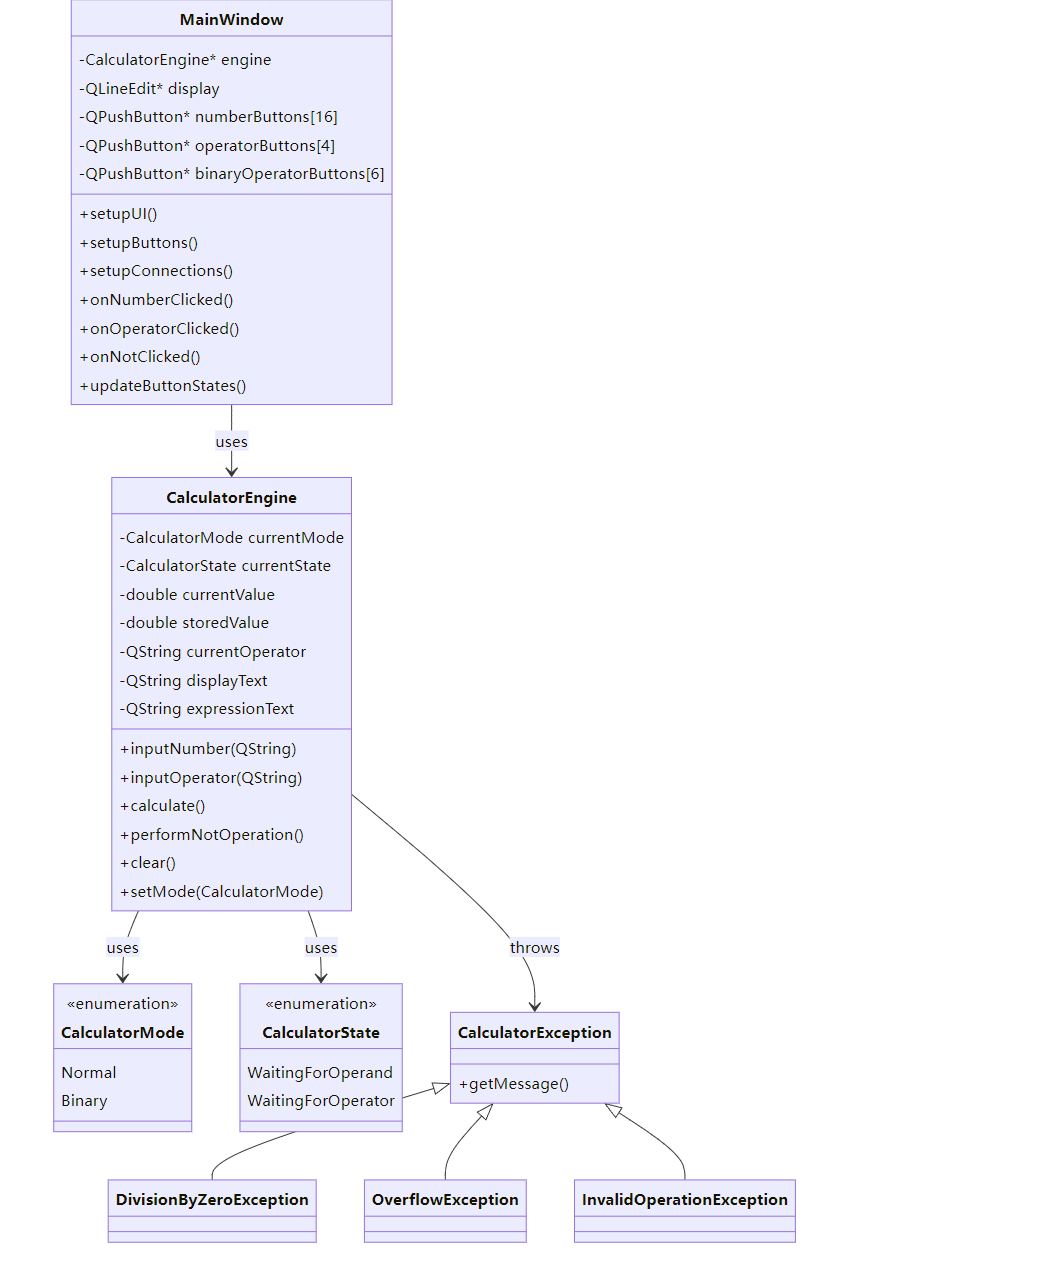 MainWindow
-CalculatorEngine* engine
-QLineEdit* display
-QPushButton* numberButtons[16]
-QPushButton* operatorButtons[4]
-QPushButton* binaryOperatorButtons[6]
+setupUI()
+setupButtons()
+setupConnections()
+onNumberClicked()
+onOperatorClicked()
+onNotClicked()
+updateButtonStates()
uses
CalculatorEngine
-CalculatorMode currentMode
-CalculatorState currentState
-double currentValue
-double storedValue
-QString currentOperator
-QString displayText
-QString expressionText
+inputNumber(QString)
+inputOperator(QString)
+calculate()
+performNotOperation()
+clear()
+setMode(CalculatorMode)
uses
uses
throws
«enumeration»
CalculatorMode
Normal
Binary
«enumeration»
CalculatorState
WaitingForOperand
WaitingForOperator
CalculatorException
+getMessage()
DivisionByZeroException
OverflowException
InvalidOperationException